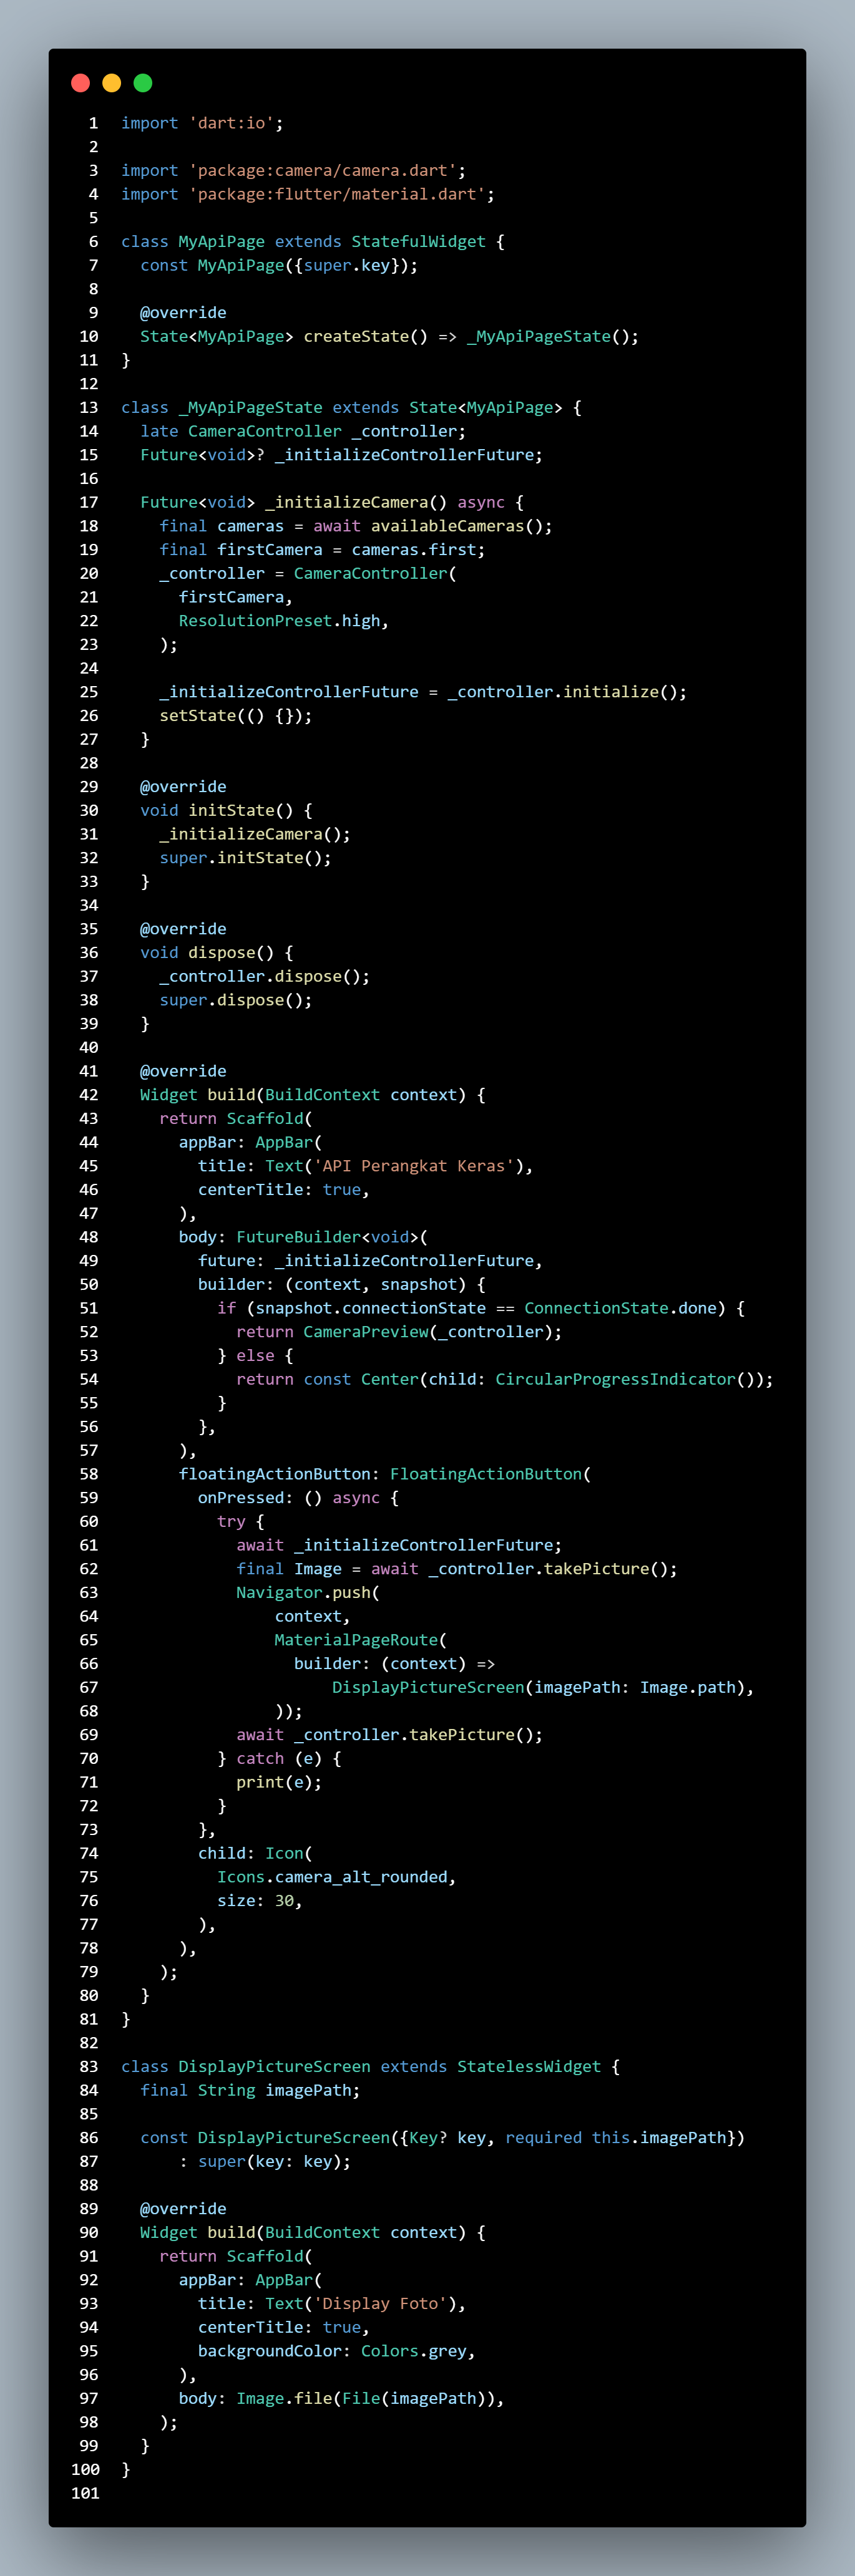 1 import 'dart:io';
2
3 import 'package:camera/camera.dart';
4 import 'package:flutter/material.dart';
5
6 class MyApiPage extends StatefulWidget {
7   const MyApiPage({super.key});
8
9   @override
10   State<MyApiPage> createState() => _MyApiPageState();
11 }
12
13 class _MyApiPageState extends State<MyApiPage> {
14   late CameraController _controller;
15   Future<void>? _initializeControllerFuture;
16
17   Future<void> _initializeCamera() async {
18     final cameras = await availableCameras();
19     final firstCamera = cameras.first;
20     _controller = CameraController(
21       firstCamera,
22       ResolutionPreset.high,
23     );
24
25     _initializeControllerFuture = _controller.initialize();
26     setState(() {});
27   }
28
29   @override
30   void initState() {
31     _initializeCamera();
32     super.initState();
33   }
34
35   @override
36   void dispose() {
37     _controller.dispose();
38     super.dispose();
39   }
40
41   @override
42   Widget build(BuildContext context) {
43     return Scaffold(
44       appBar: AppBar(
45         title: Text('API Perangkat Keras'),
46         centerTitle: true,
47       ),
48       body: FutureBuilder<void>(
49         future: _initializeControllerFuture,
50         builder: (context, snapshot) {
51           if (snapshot.connectionState == ConnectionState.done) {
52             return CameraPreview(_controller);
53           } else {
54             return const Center(child: CircularProgressIndicator());
55           }
56         },
57       ),
58       floatingActionButton: FloatingActionButton(
59         onPressed: () async {
60           try {
61             await _initializeControllerFuture;
62             final Image = await _controller.takePicture();
63             Navigator.push(
64                 context,
65                 MaterialPageRoute(
66                   builder: (context) =>
67                       DisplayPictureScreen(imagePath: Image.path),
68                 ));
69             await _controller.takePicture();
70           } catch (e) {
71             print(e);
72           }
73         },
74         child: Icon(
75           Icons.camera_alt_rounded,
76           size: 30,
77         ),
78       ),
79     );
80   }
81 }
82
83 class DisplayPictureScreen extends StatelessWidget {
84   final String imagePath;
85
86   const DisplayPictureScreen({Key? key, required this.imagePath})
87       : super(key: key);
88
89   @override
90   Widget build(BuildContext context) {
91     return Scaffold(
92       appBar: AppBar(
93         title: Text('Display Foto'),
94         centerTitle: true,
95         backgroundColor: Colors.grey,
96       ),
97       body: Image.file(File(imagePath)),
98     );
99   }
100 }
101